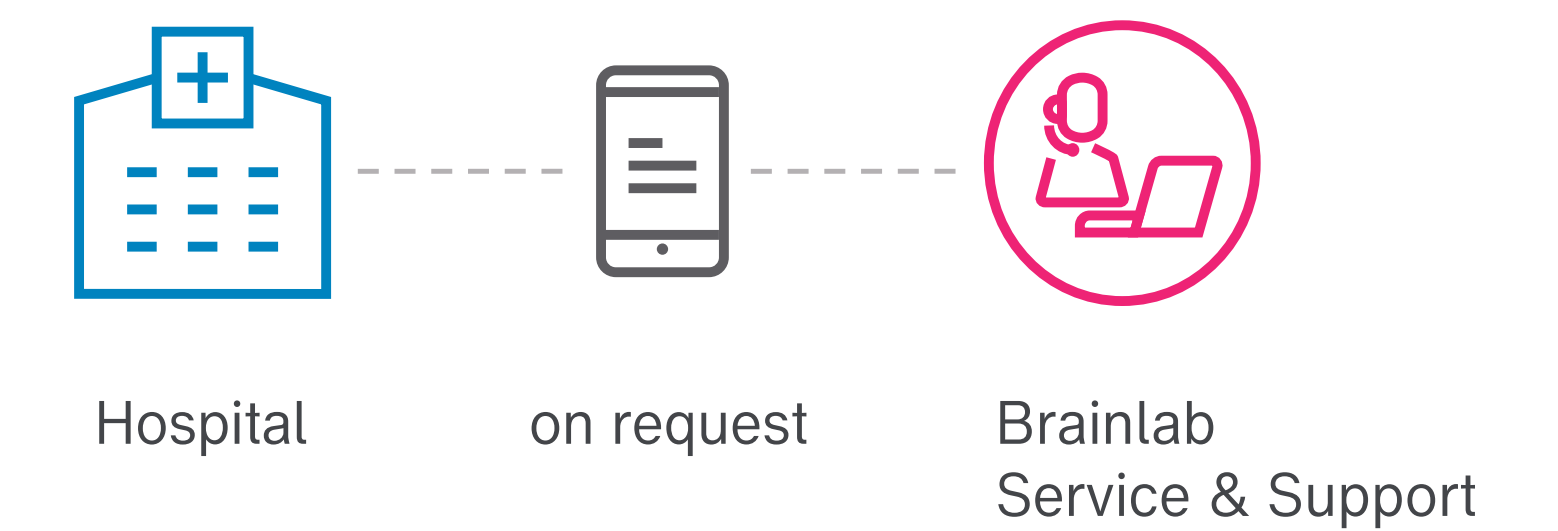 Hospital
on request
Brainlab
Service & Support